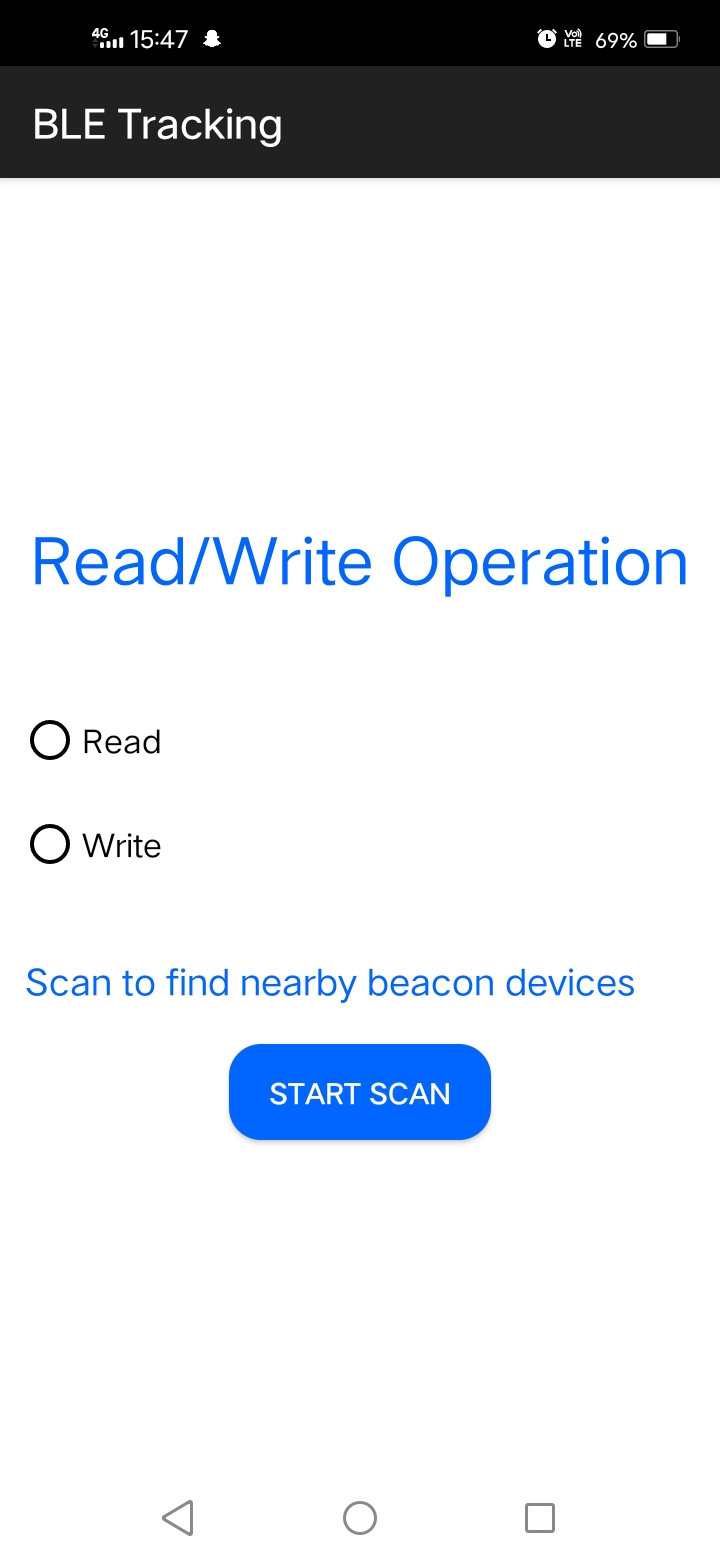 4G 15:47 Vo) LTE 69%
BLE Tracking
Read/Write Operation
Read
Write
Scan to find nearby beacon devices
START SCAN